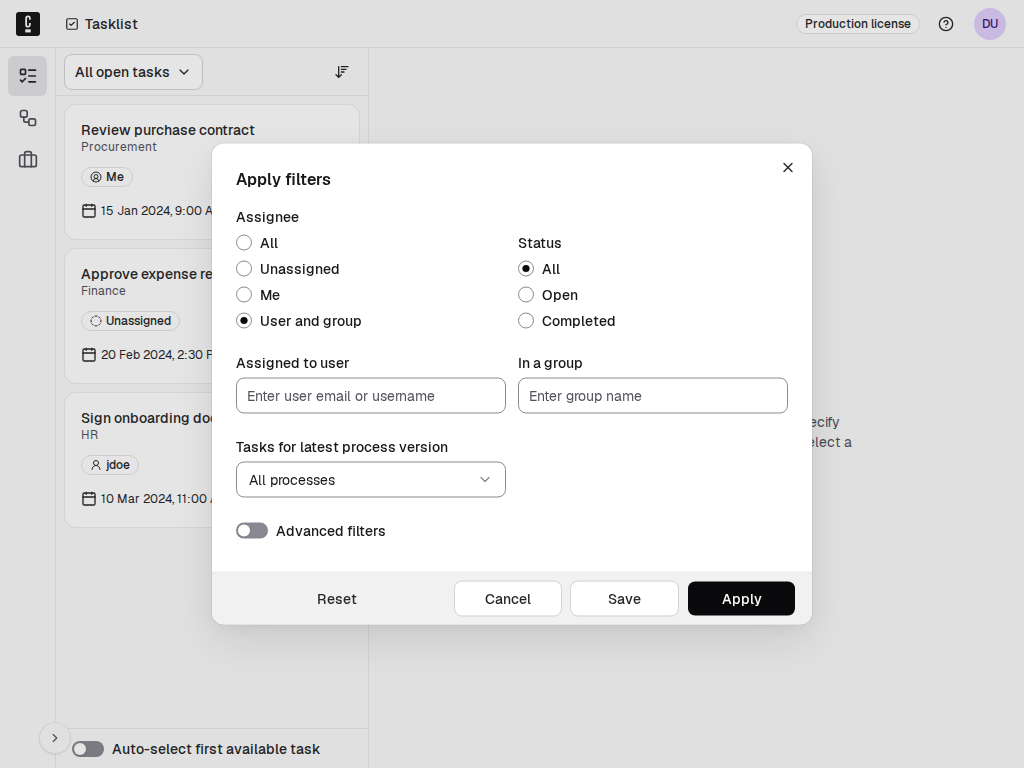 Tasklist
Production license
DU
All open tasks
Review purchase contract
Procurement
Me
15 Jan 2024, 9:00 A
Approve expense re
Finance
Unassigned
20 Feb 2024, 2:30 P
Sign onboarding doc
HR
jdoe
10 Mar 2024, 11:00 A
Auto-select first available task
ecify
elect a
Apply filters
Assignee
All
Unassigned
Me
User and group
Status
All
Open
Completed
Assigned to user
Enter user email or username
In a group
Enter group name
Tasks for latest process version
All processes
Advanced filters
Reset
Cancel
Save
Apply